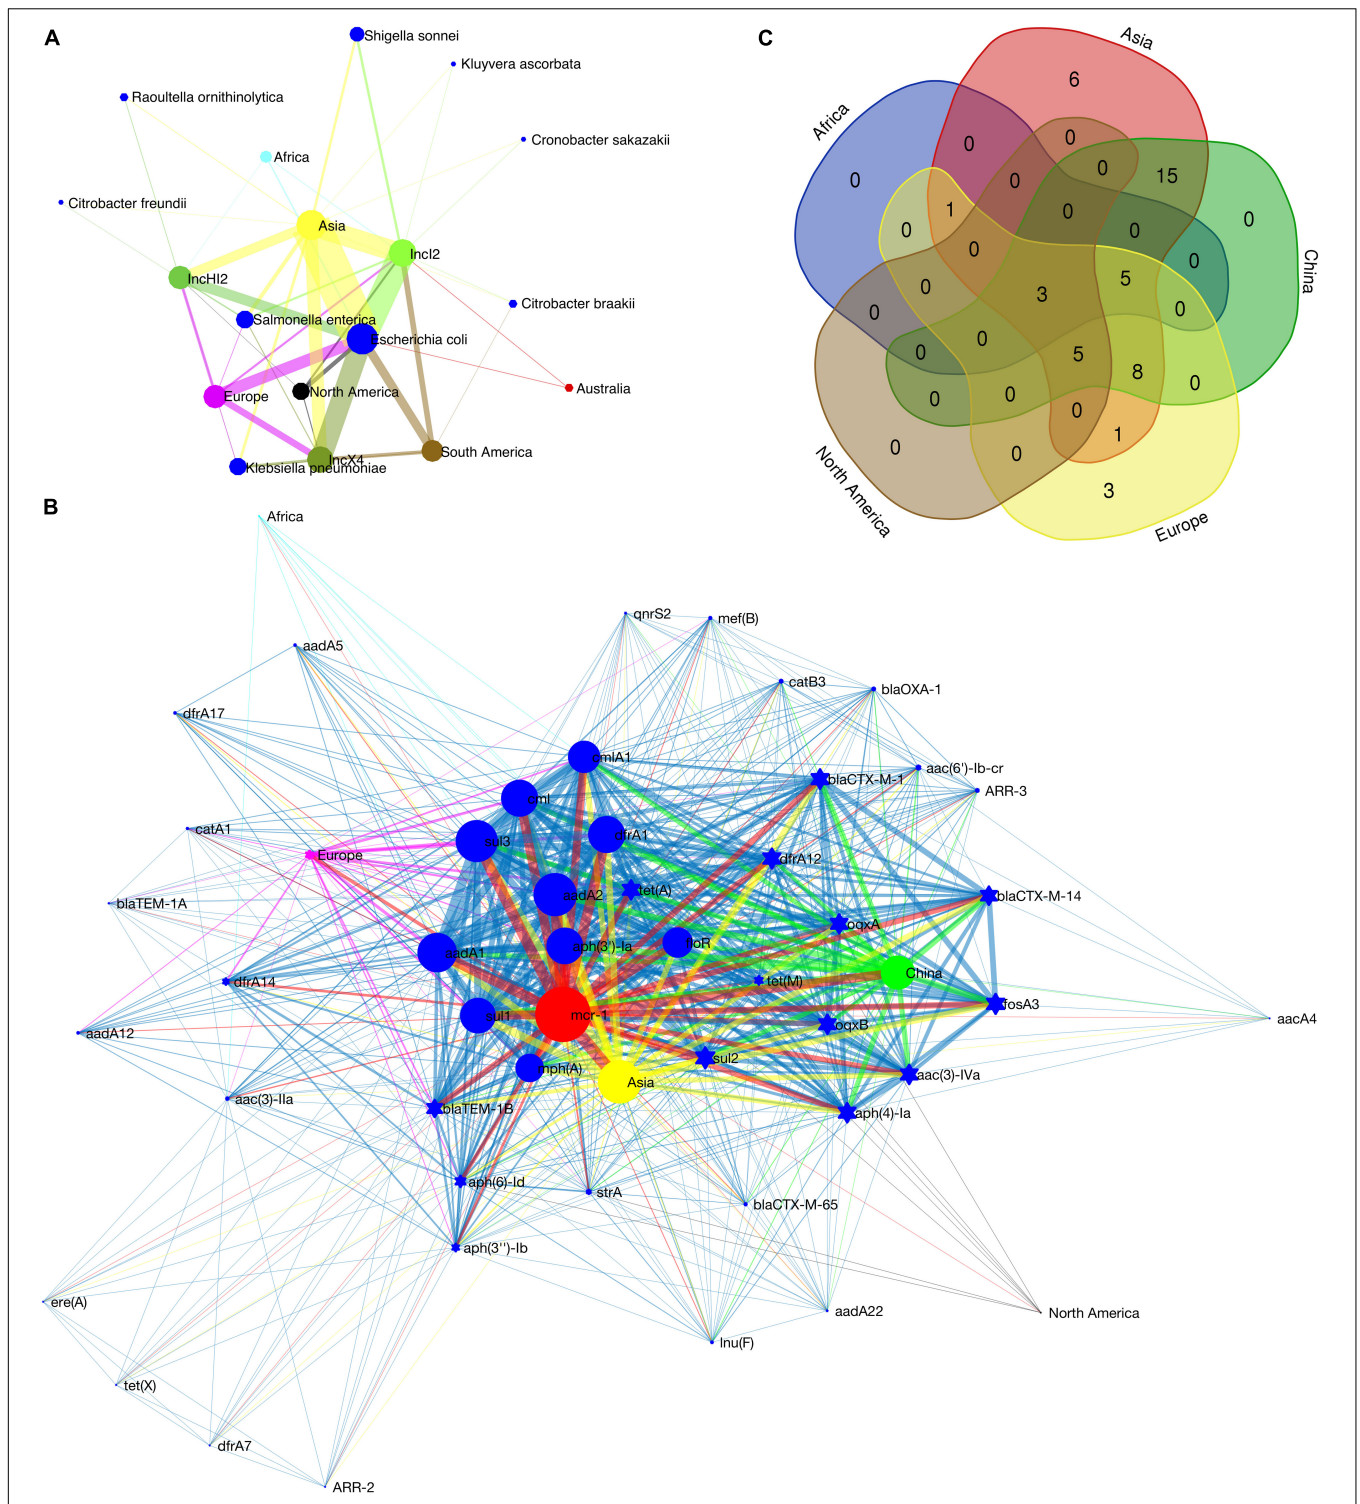 A
Shigella sonnei
Kluyvera ascorbata
Raoultella ornithinolytica
Cronobacter sakazakii
Africa
Citrobacter freundii
Asia
IncI2
IncHI2
Citrobacter braakii
Salmonella enterica
Escherichia coli
Australia
North America
Europe
South America
IncX4
Klebsiella pneumoniae
C
Asia
6
Africa
0
0
0
0
15
0
0
1
0
0
0
China
0
0
0
5
0
3
0
0
0
0
5
8
0
0
0
0
0
1
0
0
North America
3
Europe
B
Africa
qnrS2
mef(B)
aadA5
catB3
blaOXA-1
dfrA17
cmlA1
aac(6')-Ib-cr
blaCTX-M-1
ARR-3
cml
catA1
qfrA1
sul3
Europe
dfrA12
tet(A)
aadA2
blaCTX-M-14
blaTEM-1A
oqxA
aph(3')-Ia
floR
aadA1
China
dfrA14
tet(M)
fosA3
mcr-1
sul1
aacA4
oqxB
aadA12
sul2
mph(A)
aac(3)-IVa
Asia
aac(3)-IIa
blaTEM-1B
aph(4)-Ia
aph(6)-Id
strA
blaCTX-M-65
aph(3'')-Ib
ere(A)
aadA22
North America
lnu(F)
tet(X)
dfrA7
ARR-2